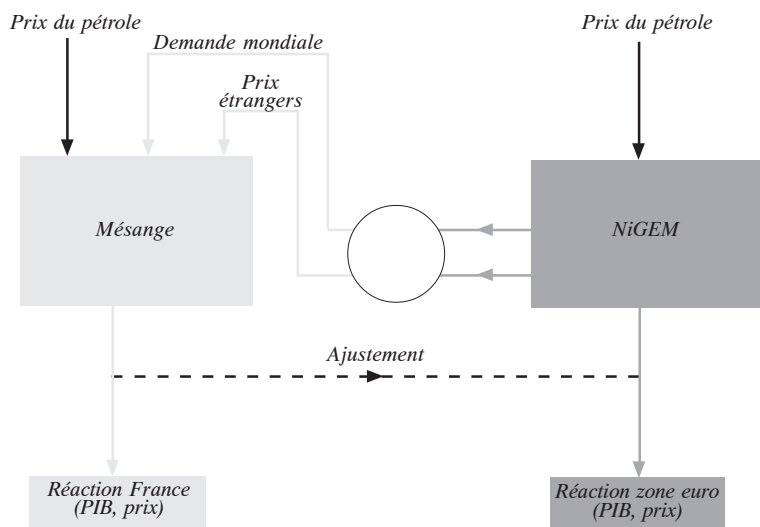 Prix du pétrole
Prix du pétrole
Demande mondiale
Prix
étrangers
Mésange
NiGEM
Ajustement
Réaction France
(PIB, prix)
Réaction zone euro
(PIB, prix)